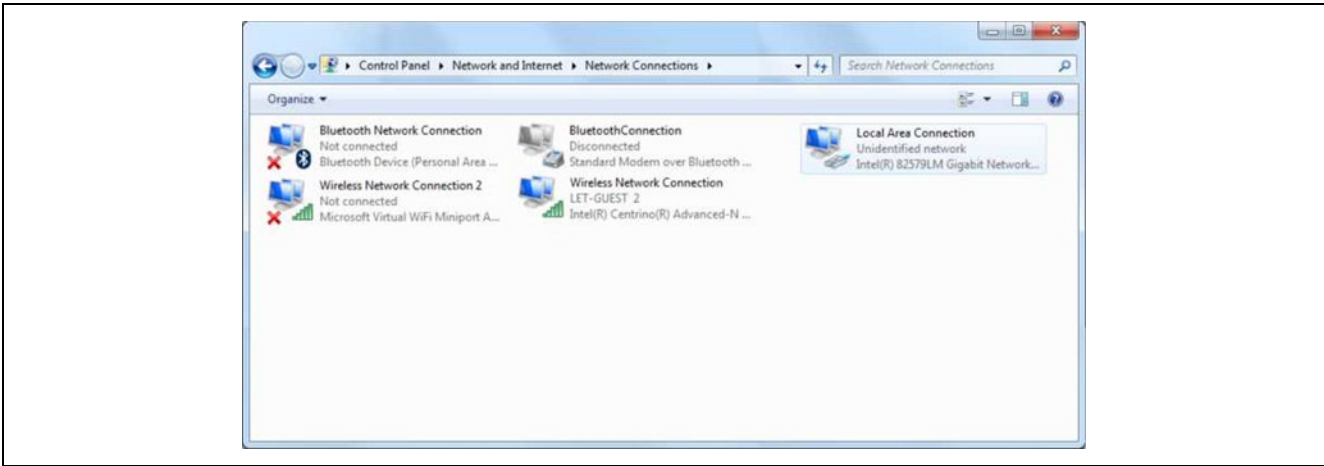 Control Panel ▸ Network and Internet ▸ Network Connections ▸
Search Network Connections
Organize
Bluetooth Network Connection
Not connected
Bluetooth Device (Personal Area ...
BluetoothConnection
Disconnected
Standard Modem over Bluetooth ...
Local Area Connection
Unidentified network
Intel(R) 82579LM Gigabit Network...
Wireless Network Connection 2
Not connected
Microsoft Virtual WiFi Miniport A...
Wireless Network Connection
LET-GUEST 2
Intel(R) Centrino(R) Advanced-N ...